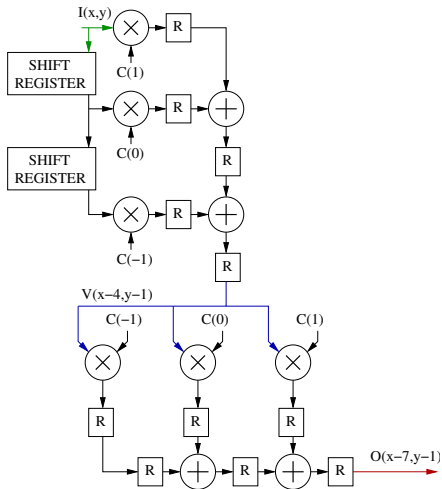 I(x,y)
R
SHIFT
REGISTER
C(1)
R
C(0)
R
SHIFT
REGISTER
R
C(−1)
R
V(x−4,y−1)
C(−1)
C(0)
C(1)
R
R
R
O(x−7,y−1)
R
R
R